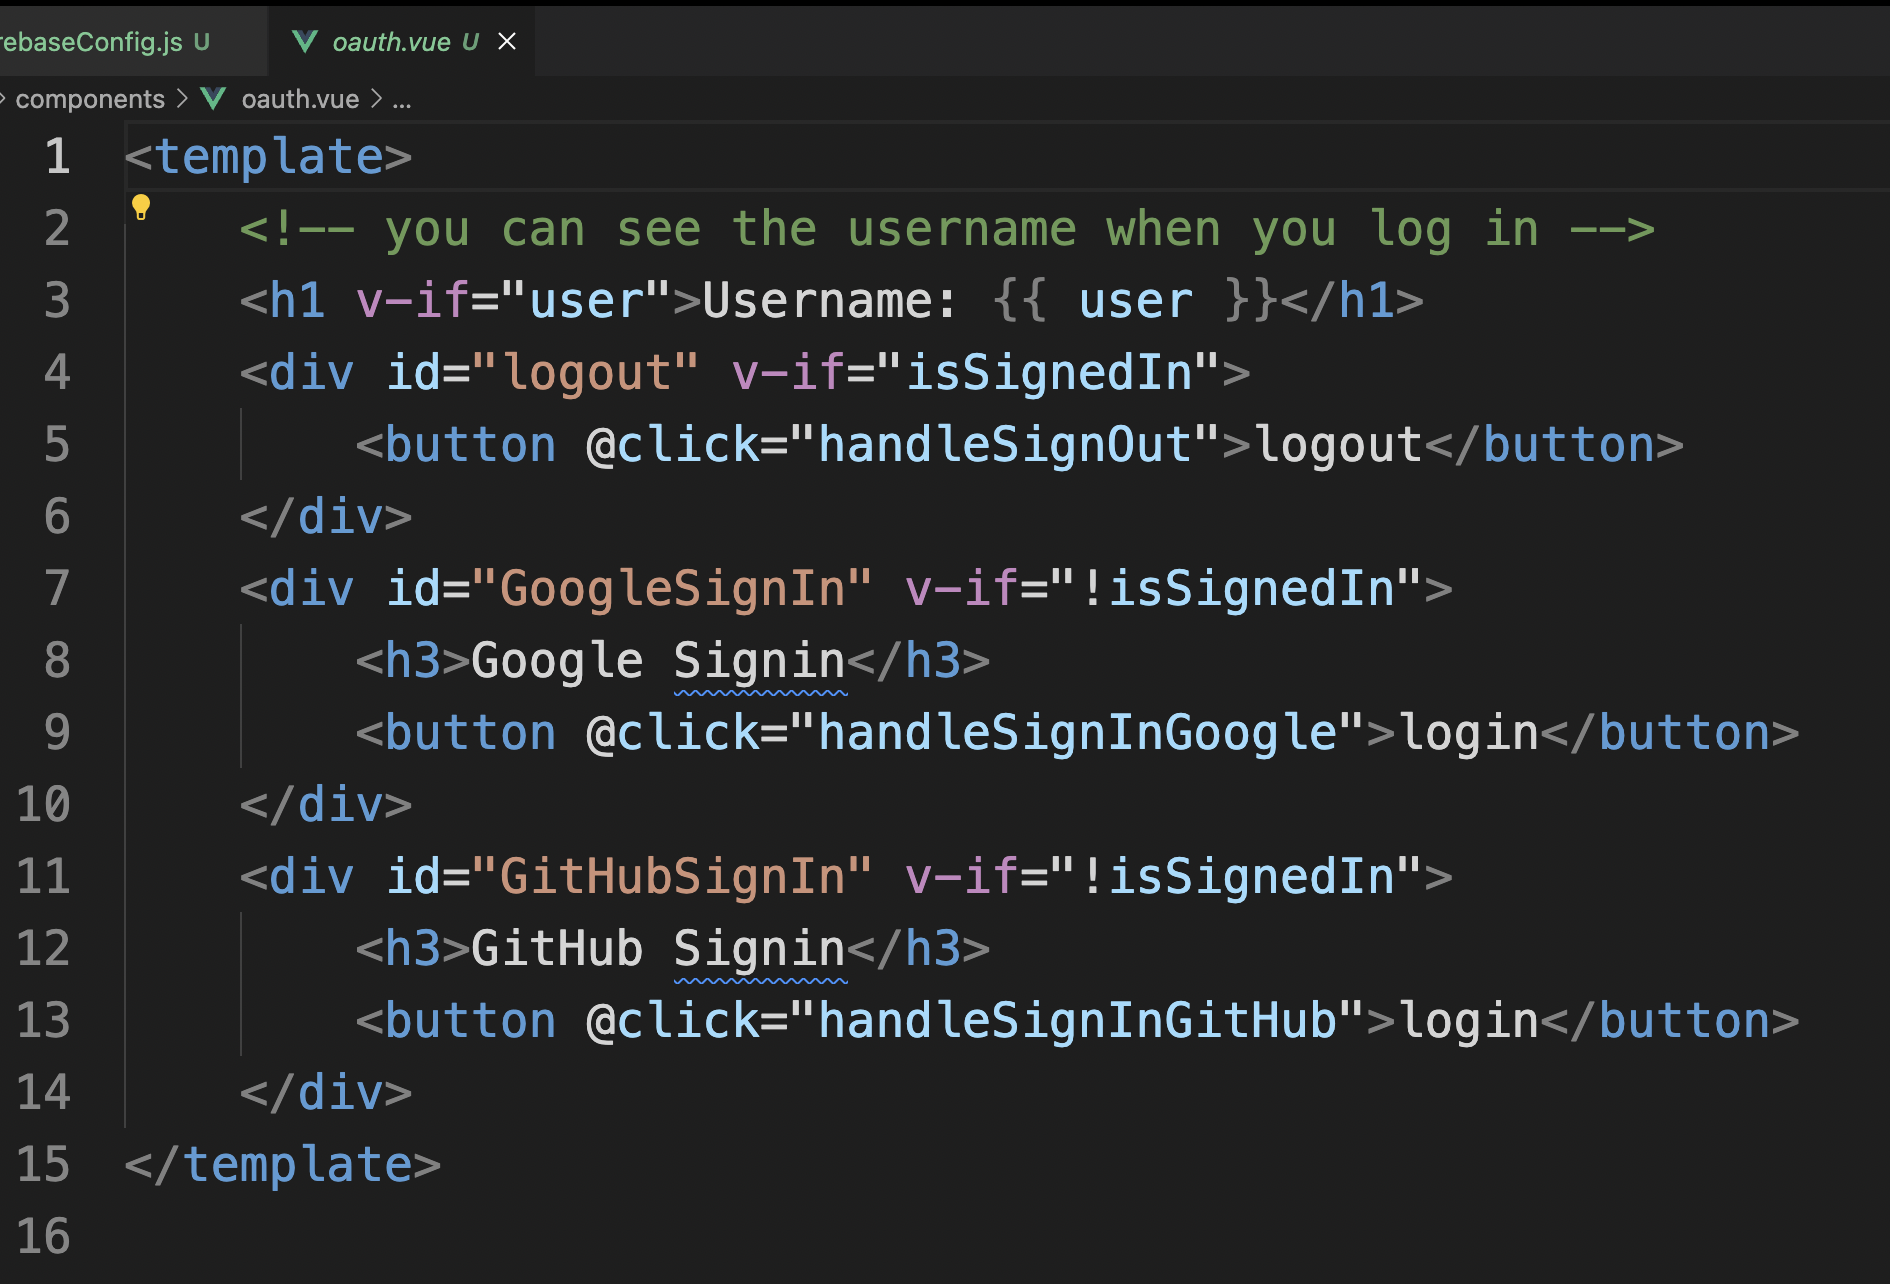 rebaseConfig.js U
oauth.vue U
components > oauth.vue > ...
1 <template>
2 <!-- you can see the username when you log in -->
3 <h1 v-if="user">Username: {{ user }}</h1>
4 <div id="logout" v-if="isSignedIn">
5 <button @click="handleSignOut">logout</button>
6 </div>
7 <div id="GoogleSignIn" v-if="!isSignedIn">
8 <h3>Google Signin</h3>
9 <button @click="handleSignInGoogle">login</button>
10 </div>
11 <div id="GitHubSignIn" v-if="!isSignedIn">
12 <h3>GitHub Signin</h3>
13 <button @click="handleSignInGitHub">login</button>
14 </div>
15 </template>
16